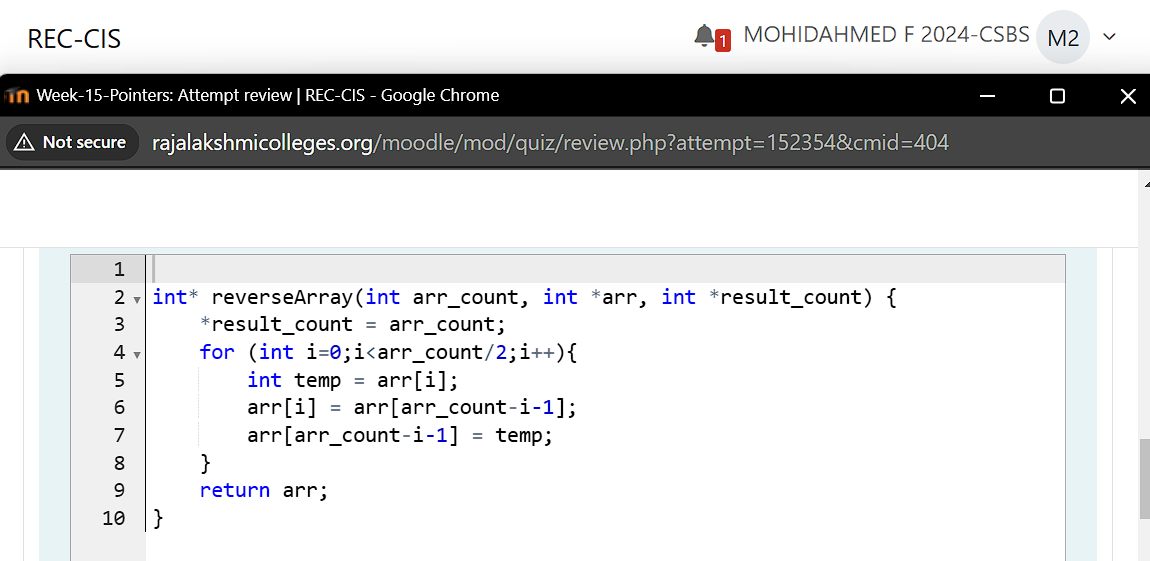 REC-CIS
1 MOHIDAHMED F 2024-CSBS M2
Week-15-Pointers: Attempt review | REC-CIS - Google Chrome
Not secure rajalakshmicolleges.org/moodle/mod/quiz/review.php?attempt=152354&cmid=404
1
2 int* reverseArray(int arr_count, int *arr, int *result_count) {
3     *result_count = arr_count;
4     for (int i=0;i<arr_count/2;i++){
5         int temp = arr[i];
6         arr[i] = arr[arr_count-i-1];
7         arr[arr_count-i-1] = temp;
8     }
9     return arr;
10 }